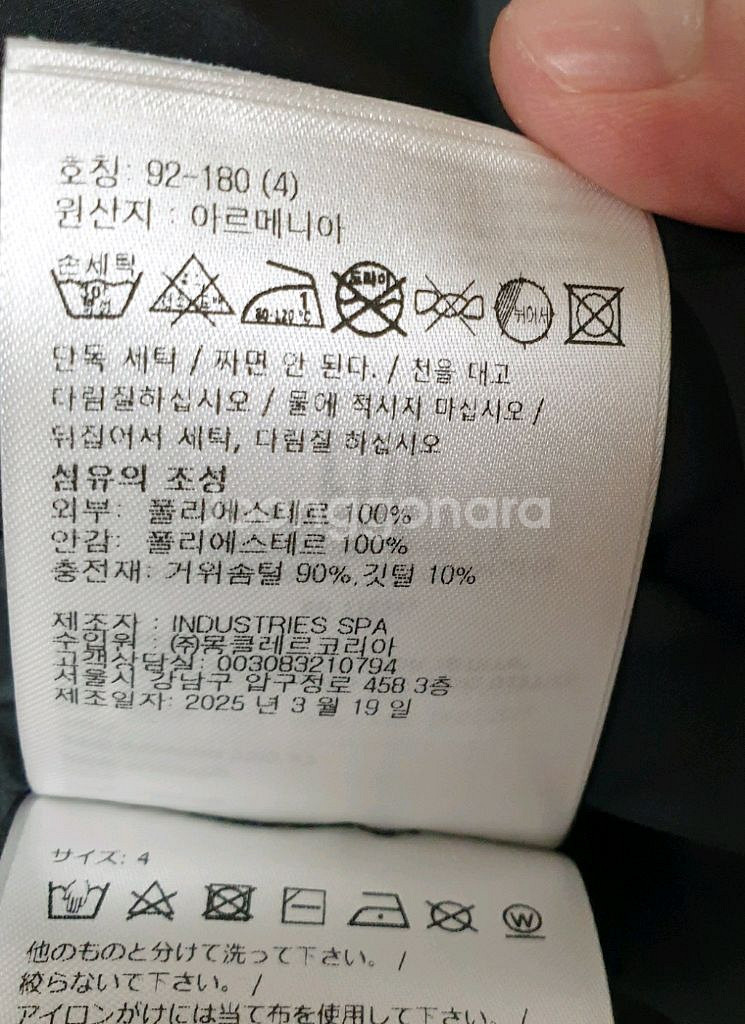 호칭: 92-180 (4)
원산지 : 아르메니아
손세탁
드라이
80-120 °C
뉘어서
단독 세탁 / 짜면 안 된다. / 천을 대고
다림질하십시오 / 물에 적시지 마십시오 /
뒤집어서 세탁, 다림질 하십시오
섬유의 조성
외부: 폴리에스테르 100%
안감: 폴리에스테르 100%
충전재: 거위솜털 90%,깃털 10%
제조자 : INDUSTRIES SPA
수입원 : (주)몽클레르코리아
고객상담실: 003083210794
서울시 강남구 압구정로 458 3층
제조일자: 2025 년 3 월 19 일
サイズ: 4
W
他のものと分けて洗って下さい。 /
絞らないで下さい。 /
アイロンがけには当て布を使用して下さい。 /